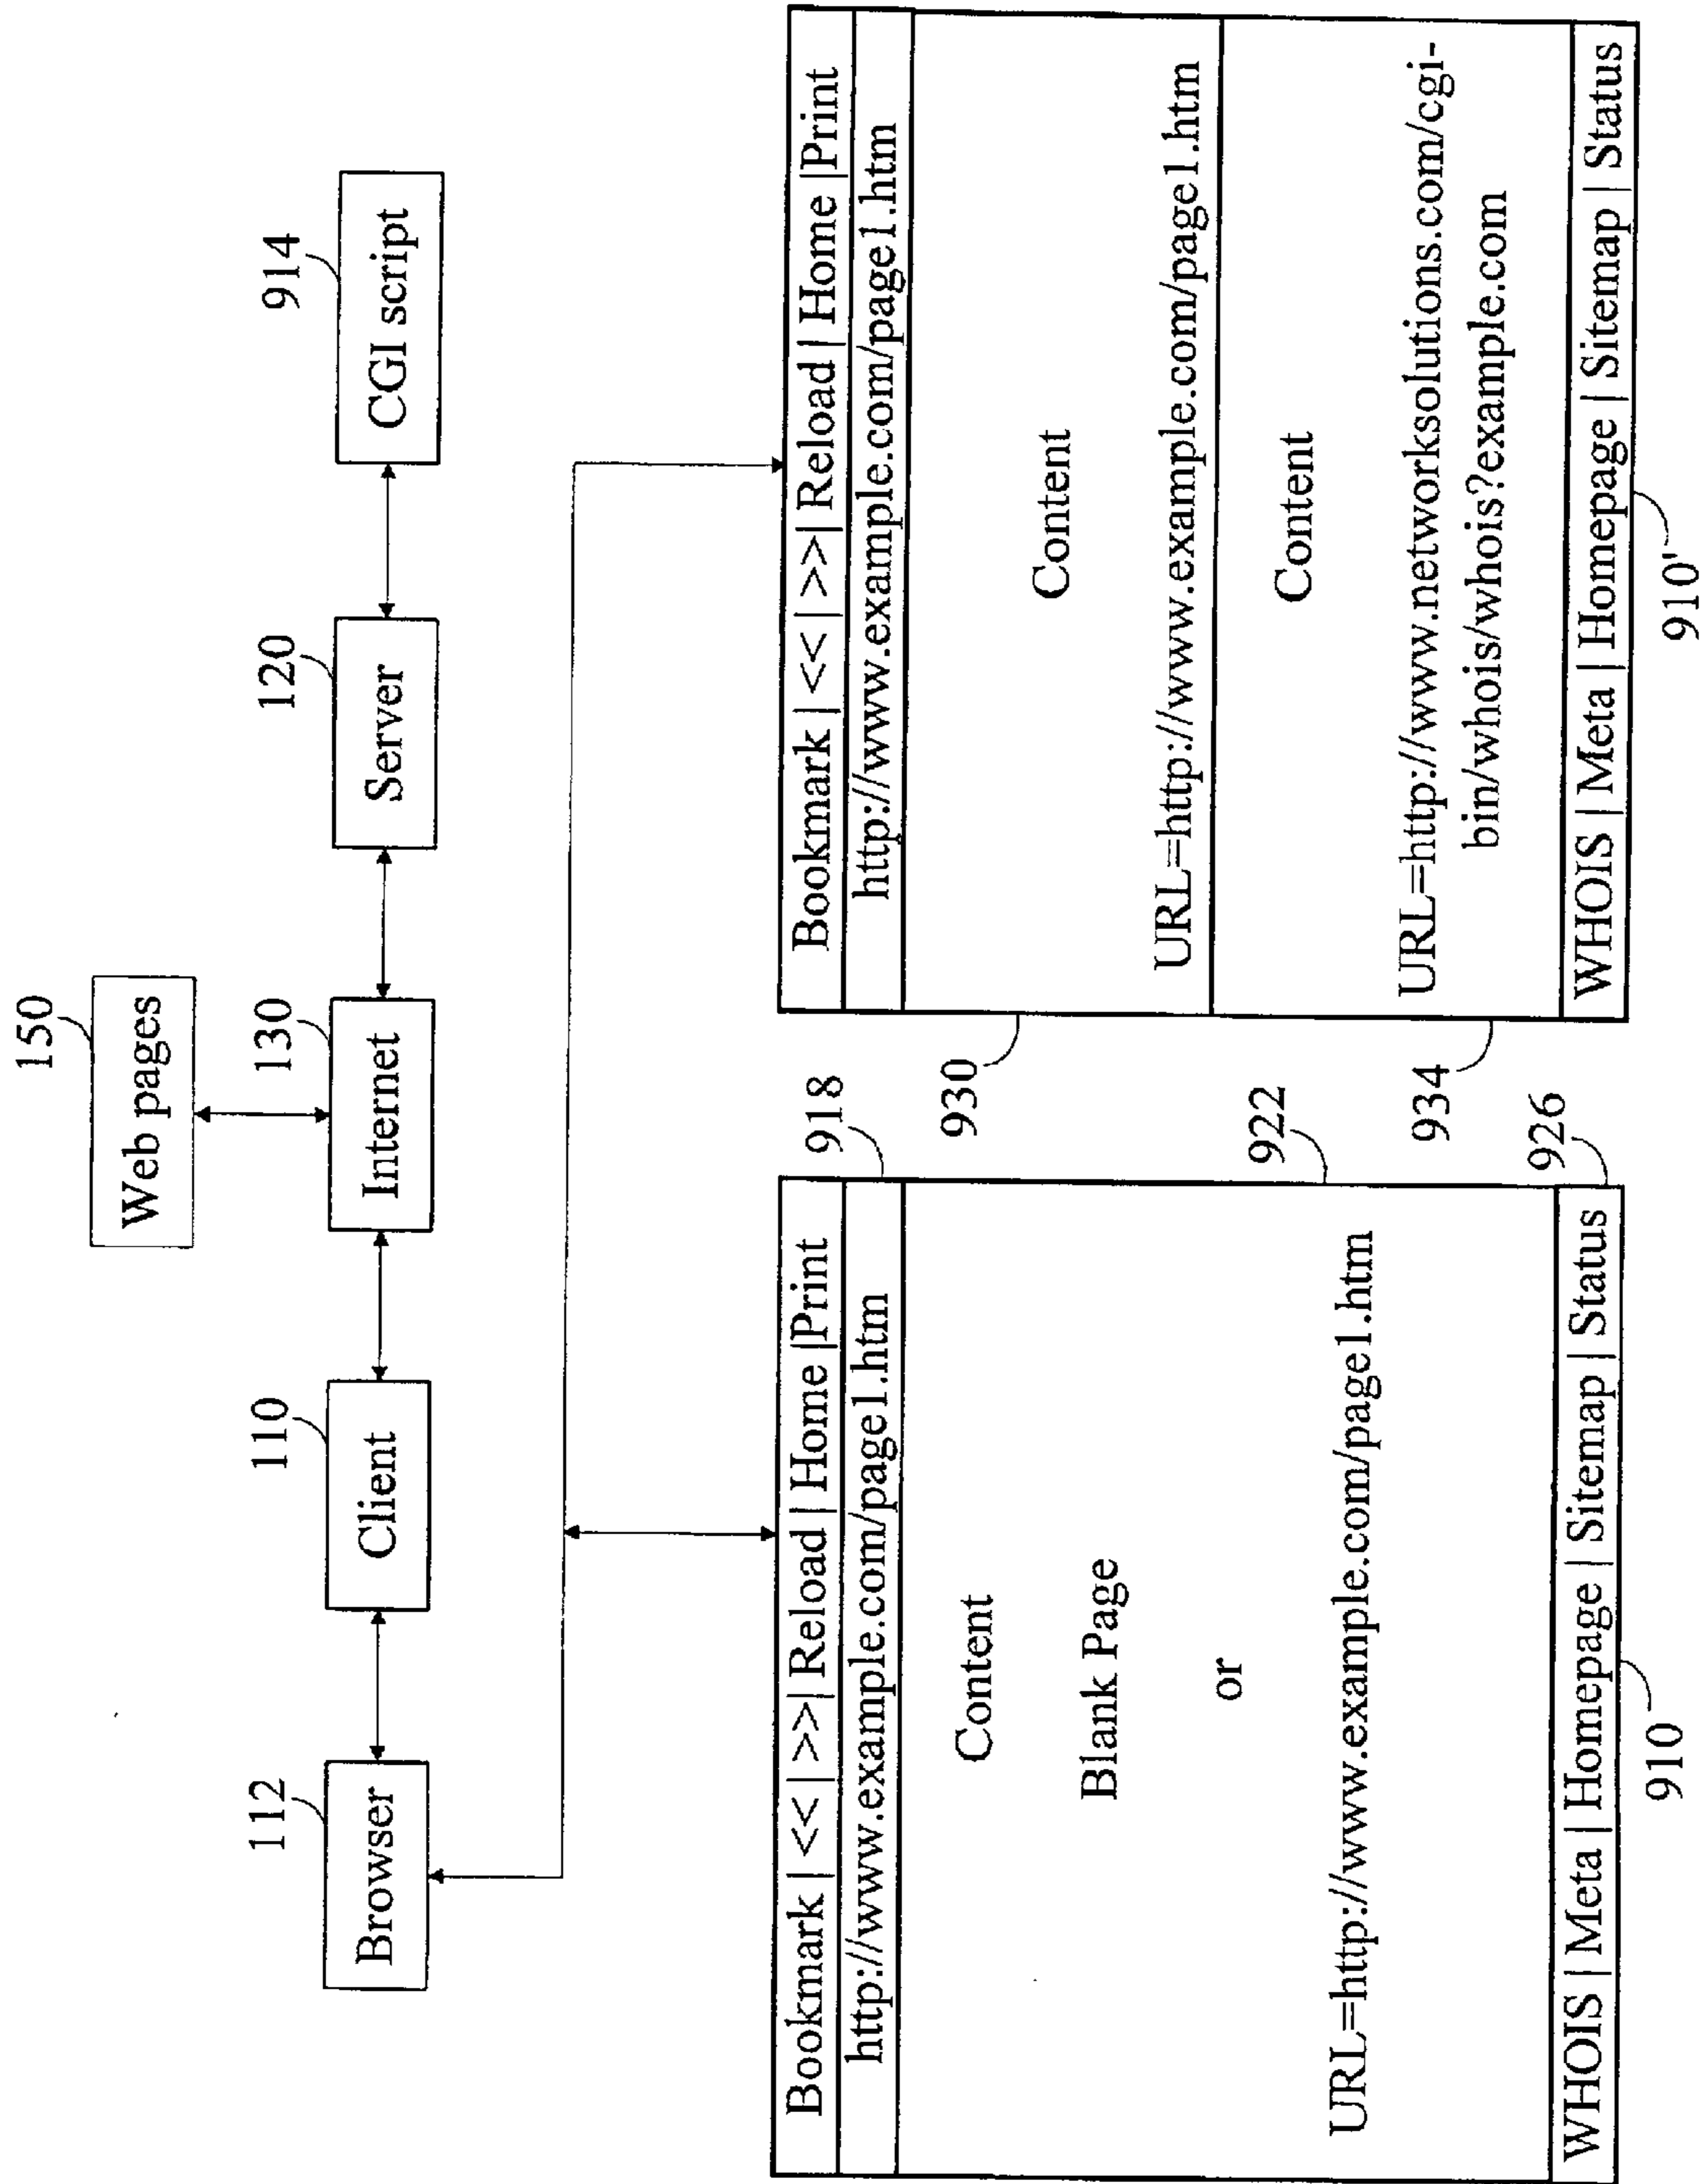 150
Web pages
112
110
130
120
914
Browser
Client
Internet
Server
CGI script
Bookmark | << | >> | Reload | Home | Print
http://www.example.com/page1.htm
918
Content
Blank Page
or
922
URL=http://www.example.com/page1.htm
926
WHOIS | Meta | Homepage | Sitemap | Status
910
Bookmark | << | >> | Reload | Home | Print
http://www.example.com/page1.htm
930
Content
URL=http://www.example.com/page1.htm
Content
934
URL=http://www.networksolutions.com/cgi-
bin/whois/whois?example.com
WHOIS | Meta | Homepage | Sitemap | Status
910'